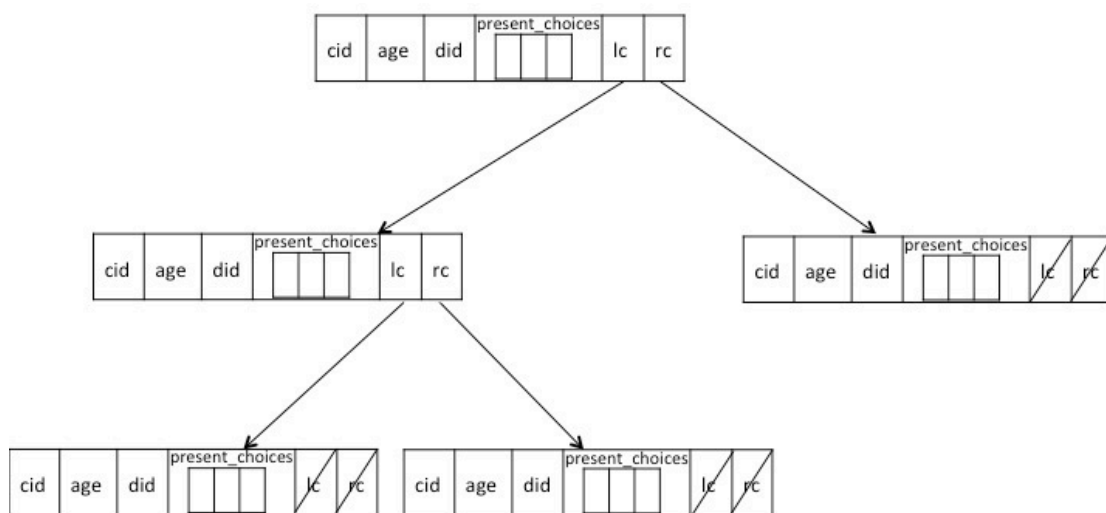 present_choices
cid age did lc rc
present_choices
cid age did lc rc
present_choices
cid age did lc rc
present_choices
cid age did lc rc
present_choices
cid age did lc rc